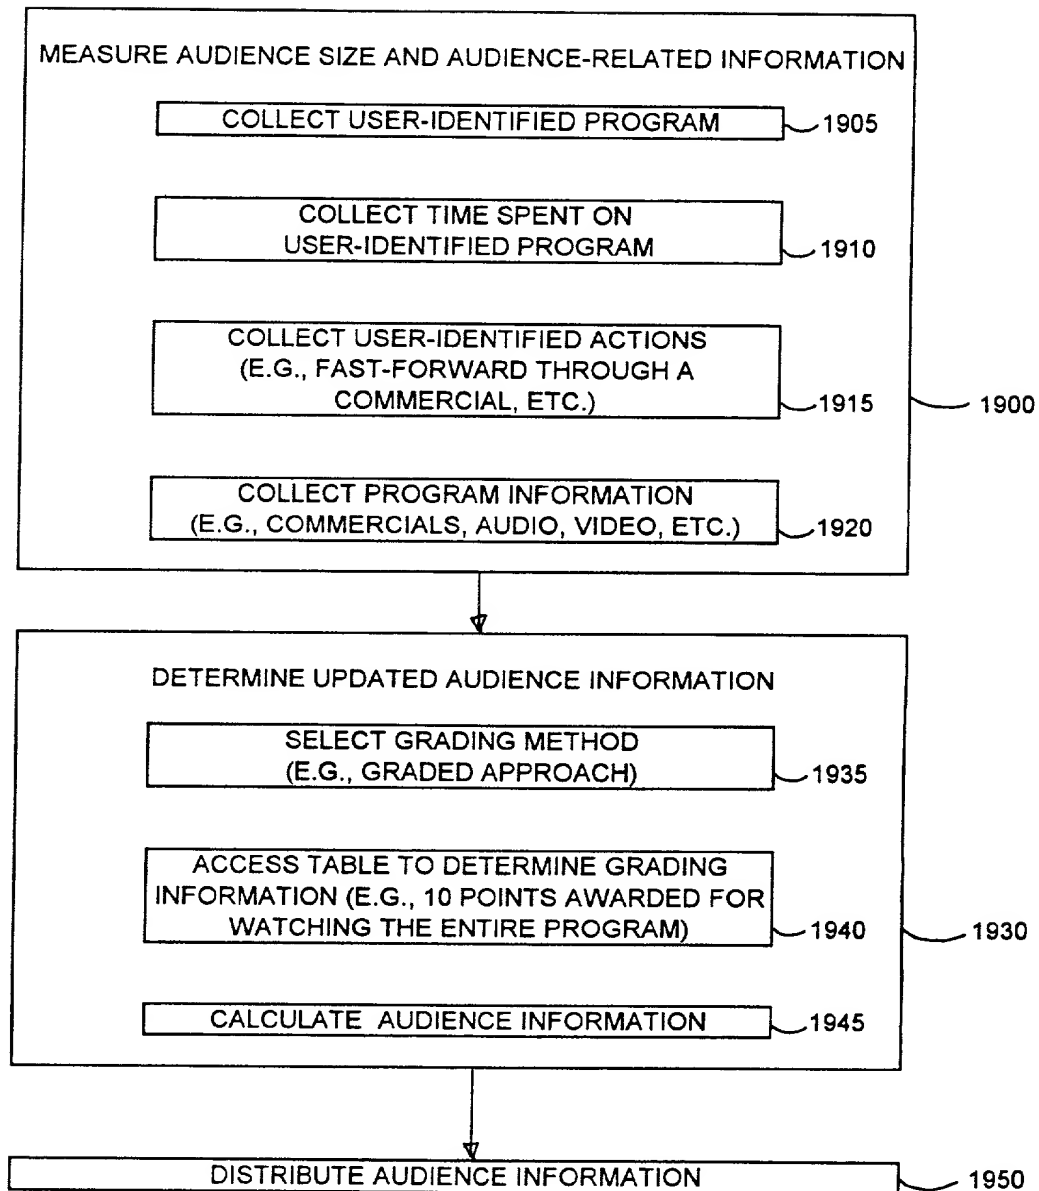 MEASURE AUDIENCE SIZE AND AUDIENCE-RELATED INFORMATION
COLLECT USER-IDENTIFIED PROGRAM
1905
COLLECT TIME SPENT ON
USER-IDENTIFIED PROGRAM
1910
COLLECT USER-IDENTIFIED ACTIONS
(E.G., FAST-FORWARD THROUGH A
COMMERCIAL, ETC.)
1915
1900
COLLECT PROGRAM INFORMATION
(E.G., COMMERCIALS, AUDIO, VIDEO, ETC.)
1920
DETERMINE UPDATED AUDIENCE INFORMATION
SELECT GRADING METHOD
(E.G., GRADED APPROACH)
1935
ACCESS TABLE TO DETERMINE GRADING
INFORMATION (E.G., 10 POINTS AWARDED FOR
WATCHING THE ENTIRE PROGRAM)
1940
1930
CALCULATE AUDIENCE INFORMATION
1945
DISTRIBUTE AUDIENCE INFORMATION
1950